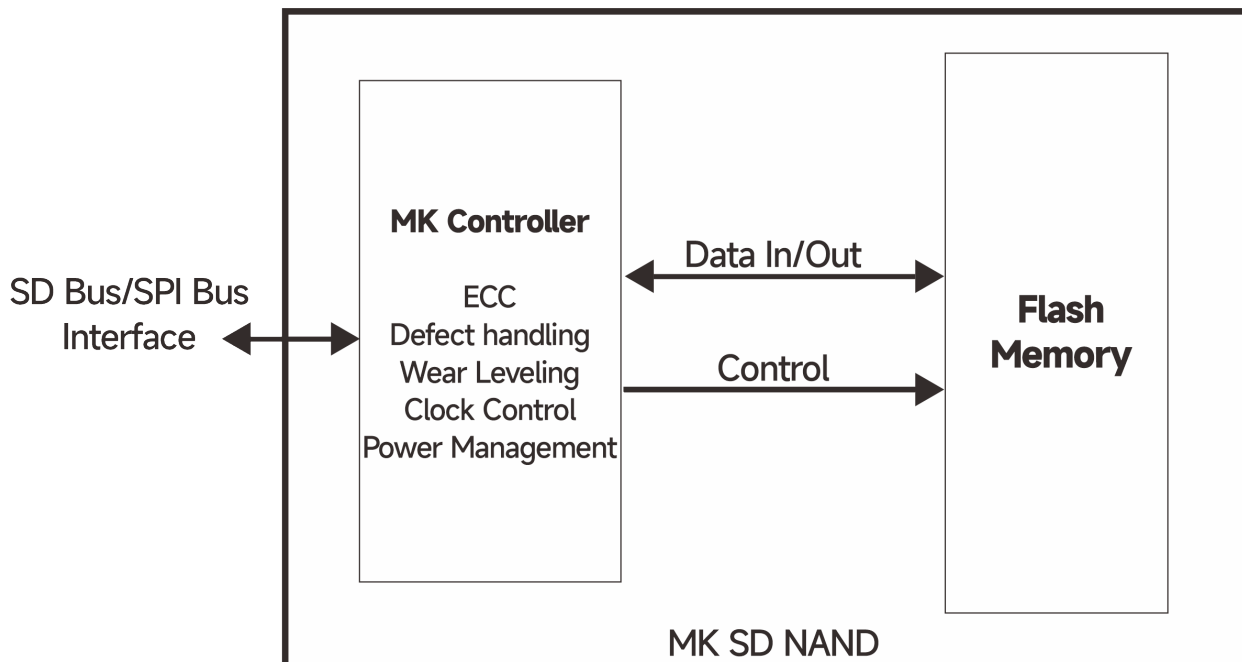 SD Bus/SPI Bus
Interface
MK Controller
ECC
Defect handling
Wear Leveling
Clock Control
Power Management
Data In/Out
Control
Flash
Memory
MK SD NAND